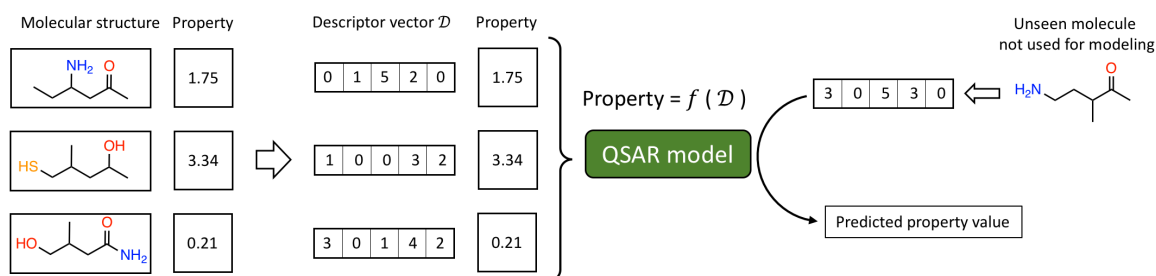 Molecular structure Property Descriptor vector 𝒟 Property Unseen molecule
not used for modeling
NH₂ O
1.75
0 1 5 2 0
1.75
Property = f ( 𝒟 )
3 0 5 3 0
H₂N O
HS OH
3.34
1 0 0 3 2
3.34
QSAR model
HO O NH₂
0.21
3 0 1 4 2
0.21
Predicted property value